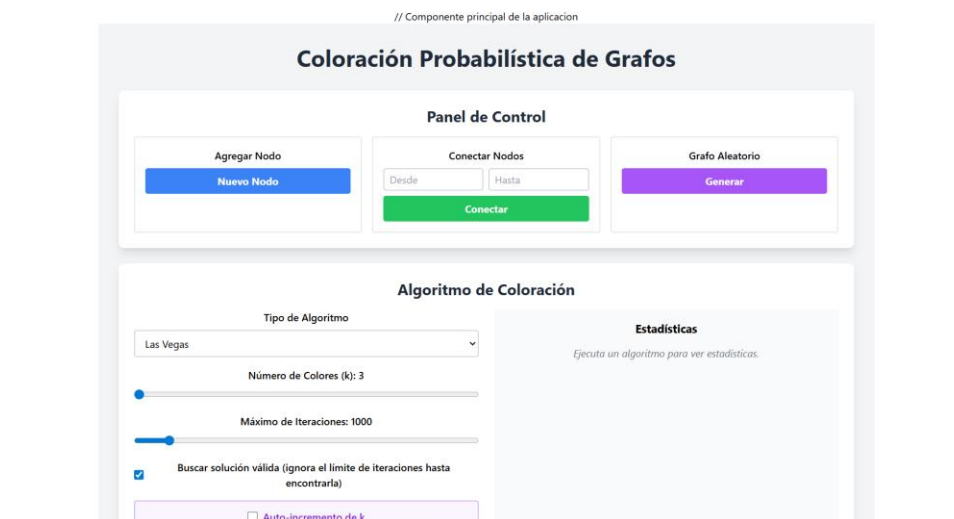 // Componente principal de la aplicacion
Coloración Probabilística de Grafos
Panel de Control
Agregar Nodo
Nuevo Nodo
Conectar Nodos
Desde
Hasta
Conectar
Grafo Aleatorio
Generar
Algoritmo de Coloración
Tipo de Algoritmo
Las Vegas
Número de Colores (k): 3
Máximo de Iteraciones: 1000
Buscar solución válida (ignora el límite de iteraciones hasta
encontrarla)
Auto-incremento de k
Estadísticas
Ejecuta un algoritmo para ver estadísticas.